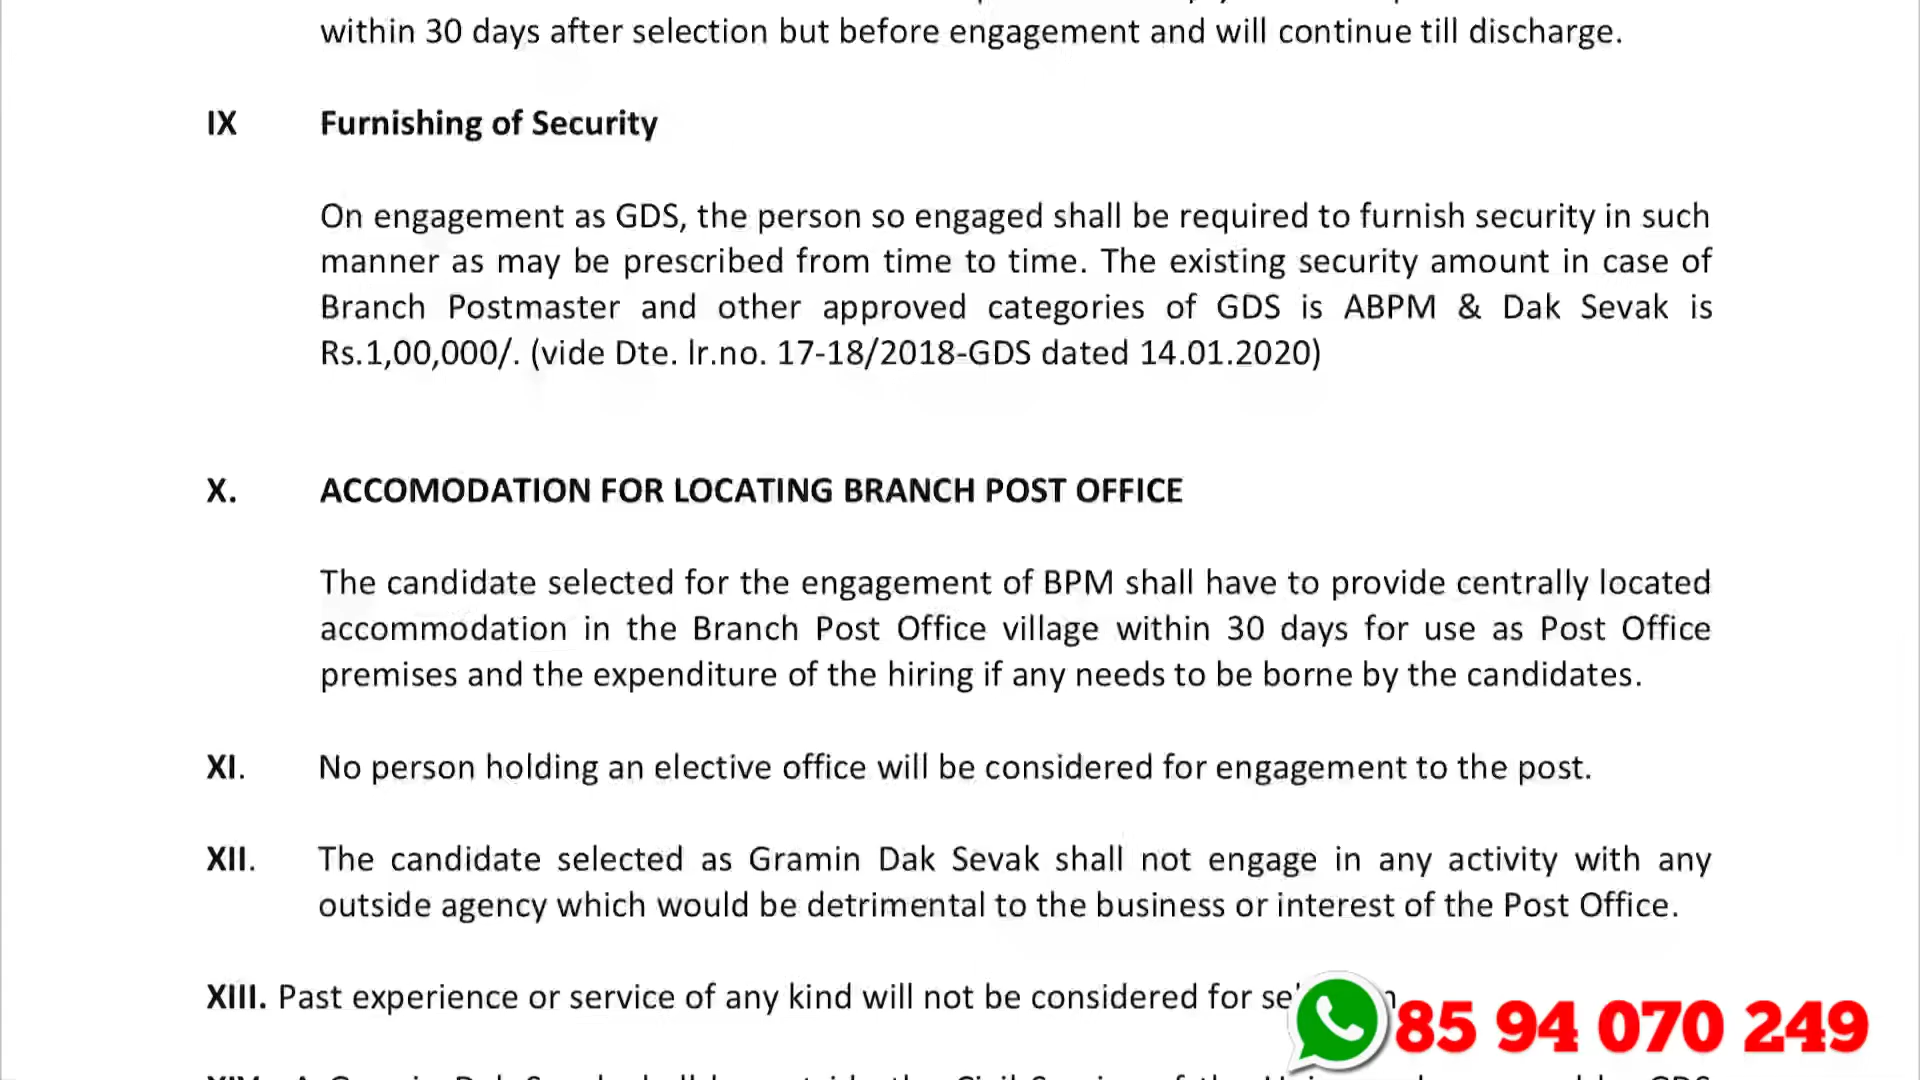 within 30 days after selection but before engagement and will continue till discharge.
IX Furnishing of Security
On engagement as GDS, the person so engaged shall be required to furnish security in such
manner as may be prescribed from time to time. The existing security amount in case of
Branch Postmaster and other approved categories of GDS is ABPM & Dak Sevak is
Rs.1,00,000/. (vide Dte. lr.no. 17-18/2018-GDS dated 14.01.2020)
X. ACCOMODATION FOR LOCATING BRANCH POST OFFICE
The candidate selected for the engagement of BPM shall have to provide centrally located
accommodation in the Branch Post Office village within 30 days for use as Post Office
premises and the expenditure of the hiring if any needs to be borne by the candidates.
XI. No person holding an elective office will be considered for engagement to the post.
XII. The candidate selected as Gramin Dak Sevak shall not engage in any activity with any
outside agency which would be detrimental to the business or interest of the Post Office.
XIII. Past experience or service of any kind will not be considered for
85 94 070 249